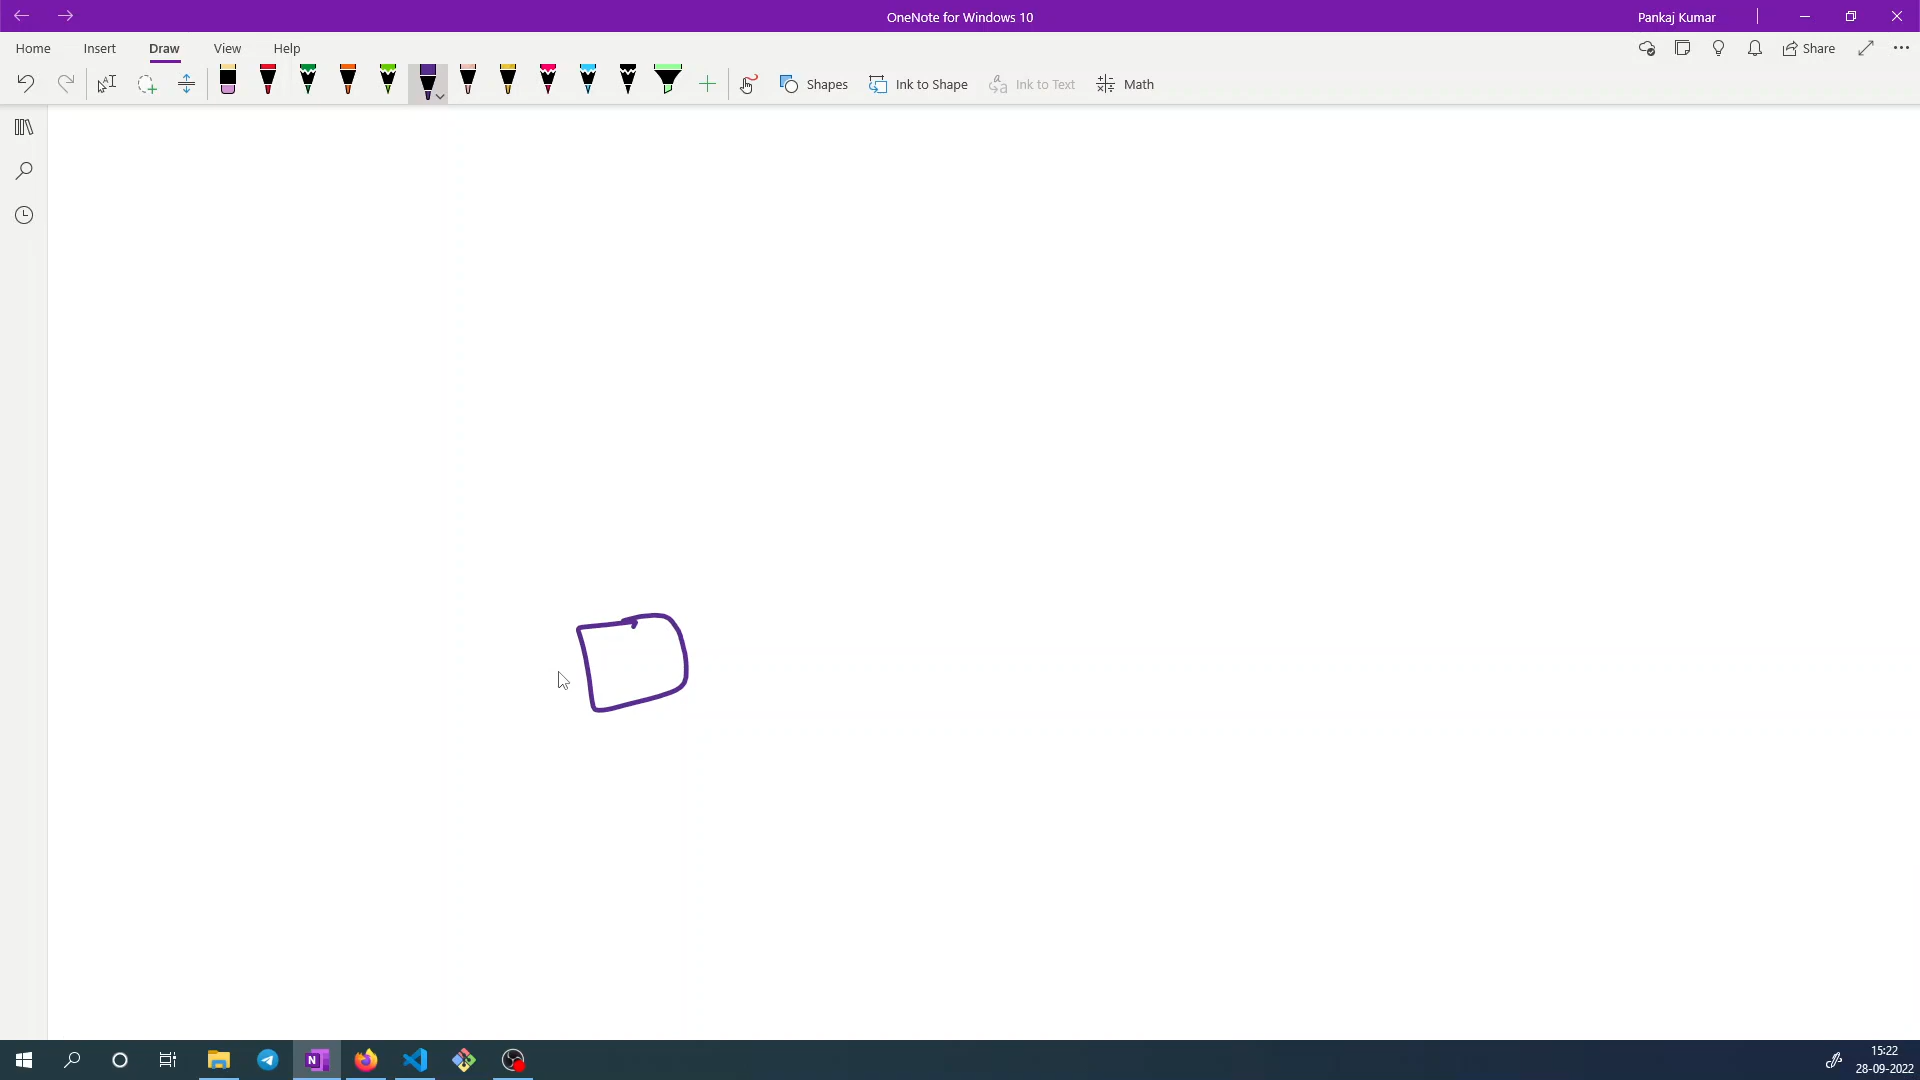 OneNote for Windows 10
Pankaj Kumar
Home Insert Draw View Help
Share
Shapes Ink to Shape Ink to Text Math
15:22
28-09-2022